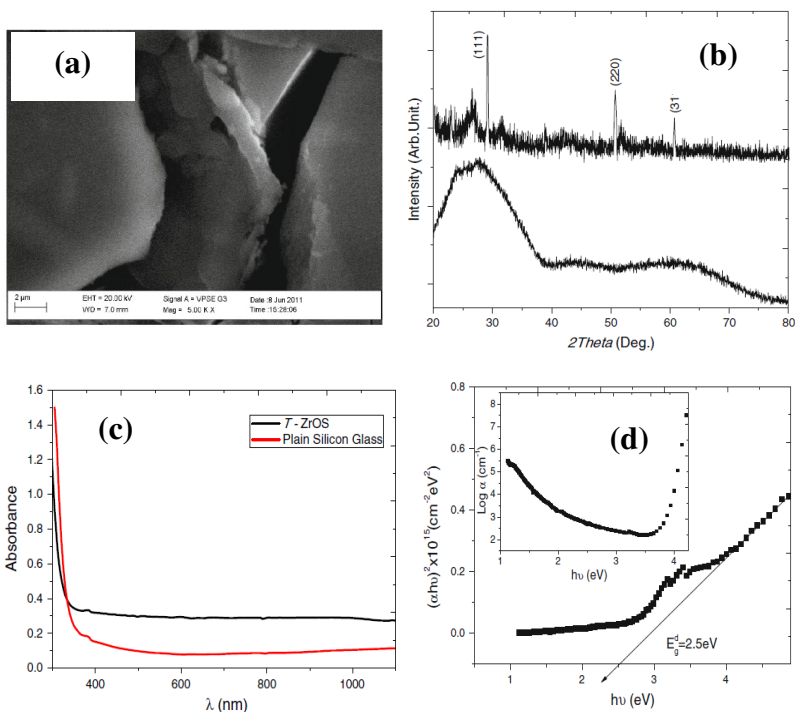 (a)
2 µm
EHT = 20.00 kV
WD = 7.0 mm
Signal A = VPSE G3
Mag = 5.00 K X
Date :8 Jun 2011
Time :15:28:06
(b)
(111)
(220)
(31
Intensity (Arb.Unit.)
20 30 40 50 60 70 80
2Theta (Deg.)
(c)
T - ZrOS
Plain Silicon Glass
1.6
1.4
1.2
1.0
0.8
0.6
0.4
0.2
0.0
Absorbance
400 600 800 1000
λ (nm)
(d)
0.8
0.6
0.4
0.2
0.0
(αhυ)²x10¹⁵(cm⁻²eV²)
8
7
6
5
4
3
2
Log α (cm⁻¹)
1 2 3 4
hυ (eV)
E_g^d=2.5eV
1 2 3 4
hυ (eV)